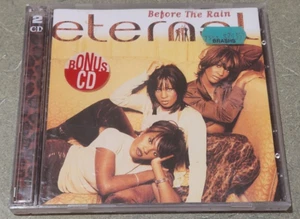 Before The Rain
eternal
BONUS
CD
2
CD